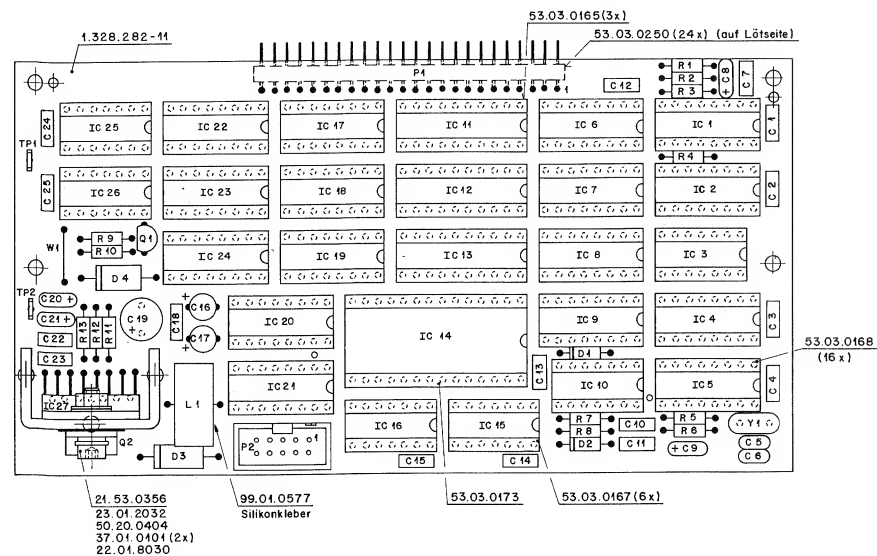 53.03.0165(3x)
1.328.282-11
53.03.0250(24x) (auf Lötseite)
P1
1
C12
R1
R2
R3
C8
+
C7
C24
IC 25
IC 22
IC 17
IC 11
IC 6
IC 1
C1
TP1
R4
C25
IC 26
IC 23
IC 18
IC 12
IC 7
IC 2
C2
W1
R9
R10
Q1
IC 24
IC 19
IC 13
IC 8
IC 3
D4
TP2
C20+
C21+
C22
C23
R13
R12
R11
C19
+
C18
+
C16
C17
+
IC 20
IC 14
IC 9
IC 4
C3
D1
53.03.0168
(16x)
IC27
L1
IC 21
C13
IC 10
IC 5
C4
Q2
P2
1
IC 16
IC 15
R7
R8
D2
C10
C11
R5
R6
+C9
Y1
C5
C6
D3
C15
C14
21.53.0356
23.01.2032
50.20.0404
37.01.0101(2x)
22.01.8030
99.01.0577
Silikonkleber
53.03.0173
53.03.0167(6x)